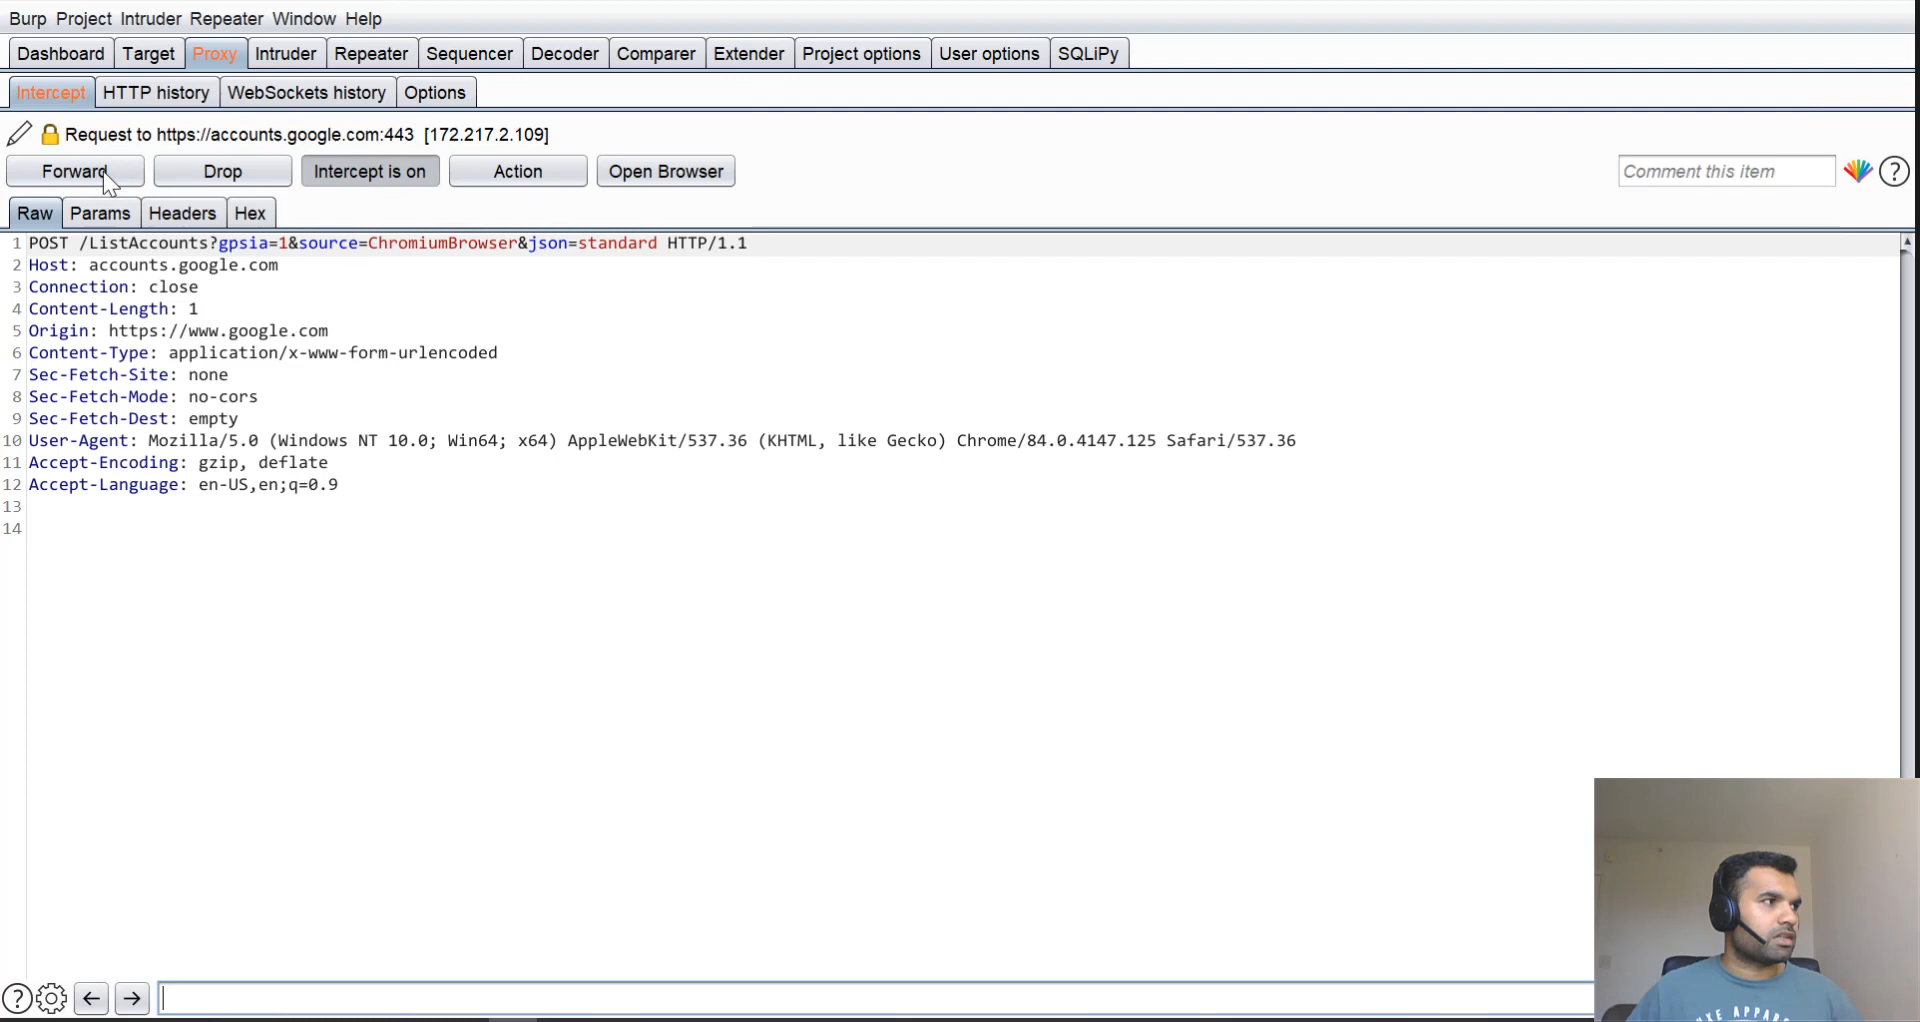 Burp Project Intruder Repeater Window Help
Dashboard Target Proxy Intruder Repeater Sequencer Decoder Comparer Extender Project options User options SQLiPy
Intercept HTTP history WebSockets history Options
Request to https://accounts.google.com:443 [172.217.2.109]
Forward Drop Intercept is on Action Open Browser Comment this item ?
Raw Params Headers Hex
1 POST /ListAccounts?gpsia=1&source=ChromiumBrowser&json=standard HTTP/1.1
2 Host: accounts.google.com
3 Connection: close
4 Content-Length: 1
5 Origin: https://www.google.com
6 Content-Type: application/x-www-form-urlencoded
7 Sec-Fetch-Site: none
8 Sec-Fetch-Mode: no-cors
9 Sec-Fetch-Dest: empty
10 User-Agent: Mozilla/5.0 (Windows NT 10.0; Win64; x64) AppleWebKit/537.36 (KHTML, like Gecko) Chrome/84.0.4147.125 Safari/537.36
11 Accept-Encoding: gzip, deflate
12 Accept-Language: en-US,en;q=0.9
13
14
?